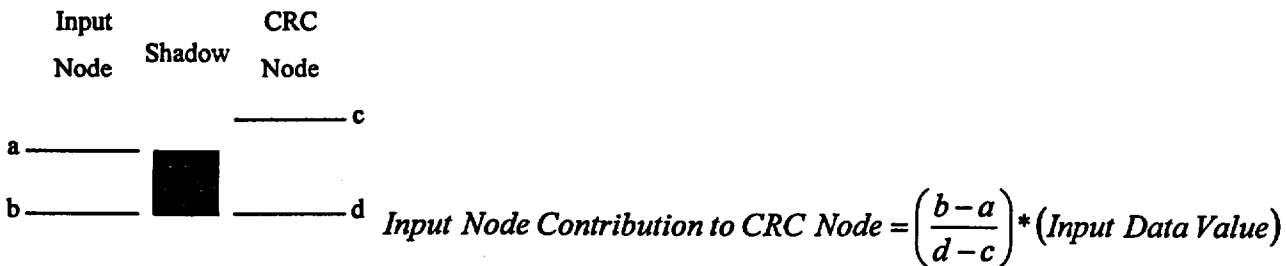 Input Node
Shadow
CRC Node
c
a
b
d
Input Node Contribution to CRC Node = ( (b - a) / (d - c) ) * (Input Data Value)